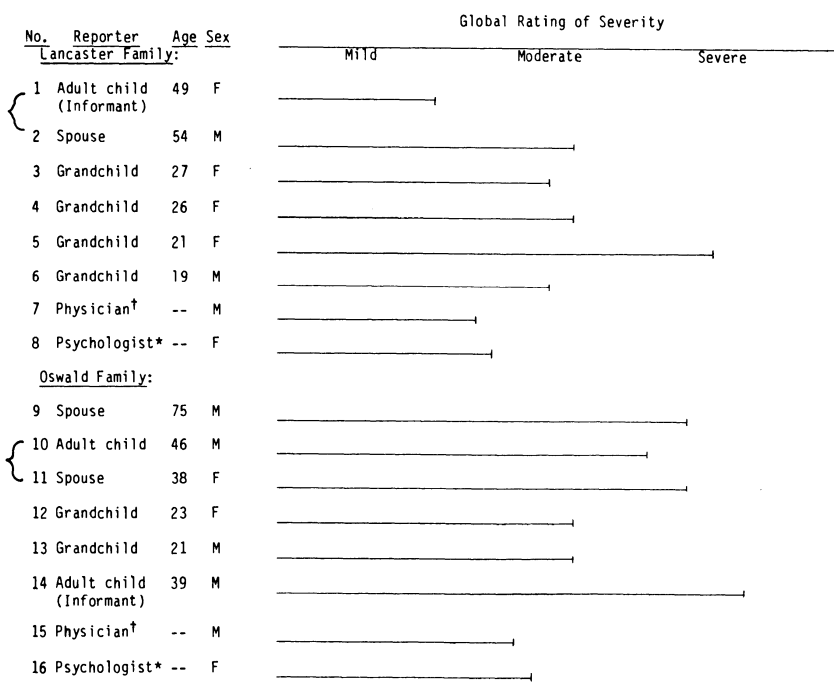 Global Rating of Severity
No. Reporter Age Sex
Lancaster Family: Mild Moderate Severe
1 Adult child 49 F
(Informant)
2 Spouse 54 M
3 Grandchild 27 F
4 Grandchild 26 F
5 Grandchild 21 F
6 Grandchild 19 M
7 Physician† -- M
8 Psychologist* -- F
Oswald Family:
9 Spouse 75 M
10 Adult child 46 M
11 Spouse 38 F
12 Grandchild 23 F
13 Grandchild 21 M
14 Adult child 39 M
(Informant)
15 Physician† -- M
16 Psychologist* -- F